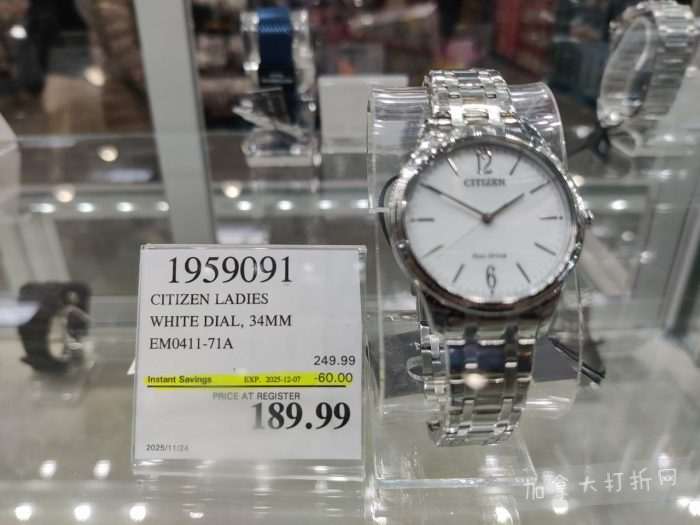 12
CITIZEN
Eco-Drive
6
1959091
CITIZEN LADIES
WHITE DIAL, 34MM
EM0411-71A
249.99
Instant Savings EXP. 2025-12-07 -60.00
PRICE AT REGISTER
189.99
2025/11/24
加拿大打折网